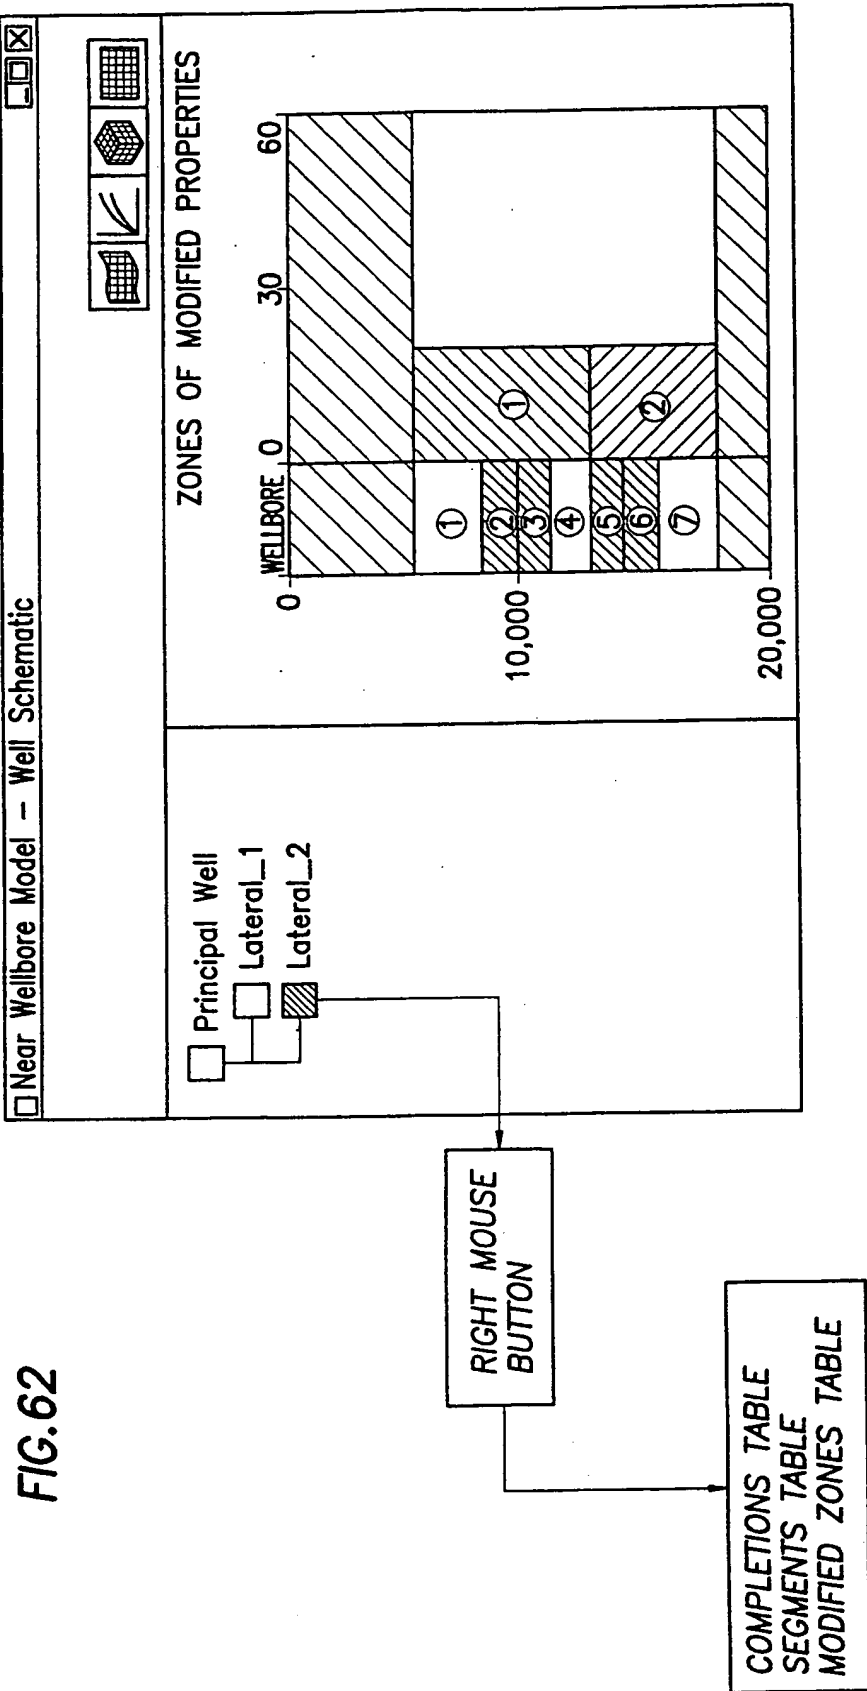 FIG.62
Near Wellbore Model – Well Schematic
Principal Well
Lateral_1
Lateral_2
ZONES OF MODIFIED PROPERTIES
WELLBORE 0 30 60
0
10,000
20,000
1
2
3
4
5
6
7
1
2
RIGHT MOUSE
BUTTON
COMPLETIONS TABLE
SEGMENTS TABLE
MODIFIED ZONES TABLE